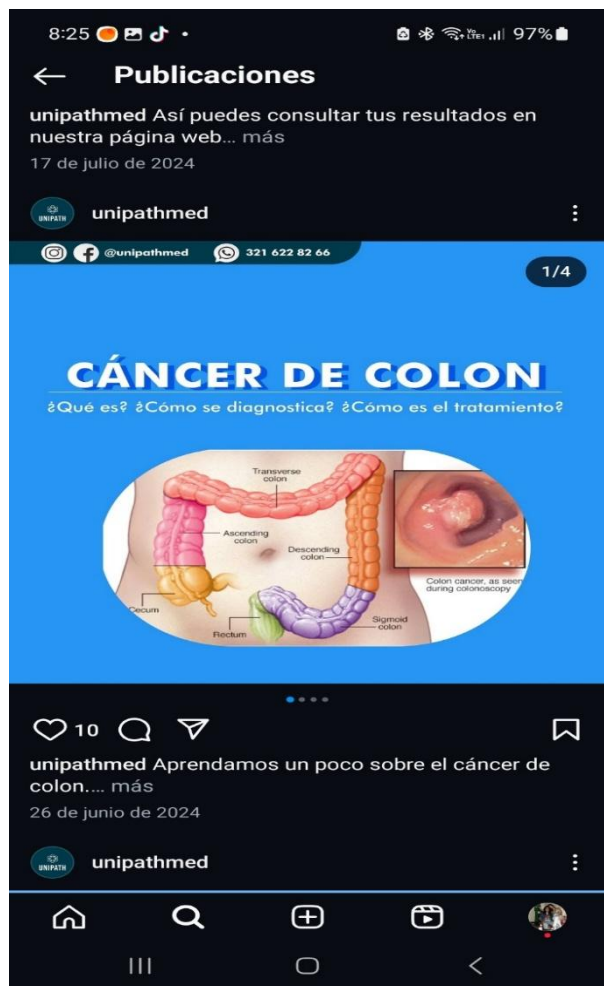 8:25
97%
Publicaciones
unipathmed Así puedes consultar tus resultados en
nuestra página web... más
17 de julio de 2024
UNIPATH
unipathmed
@unipathmed 321 622 82 66
1/4
CÁNCER DE COLON
¿Qué es? ¿Cómo se diagnostica? ¿Cómo es el tratamiento?
Transverse
colon
Ascending
colon
Descending
colon
Colon cancer, as seen
during colonoscopy
Cecum
Rectum
Sigmoid
colon
10
unipathmed Aprendamos un poco sobre el cáncer de
colon.... más
26 de junio de 2024
UNIPATH
unipathmed